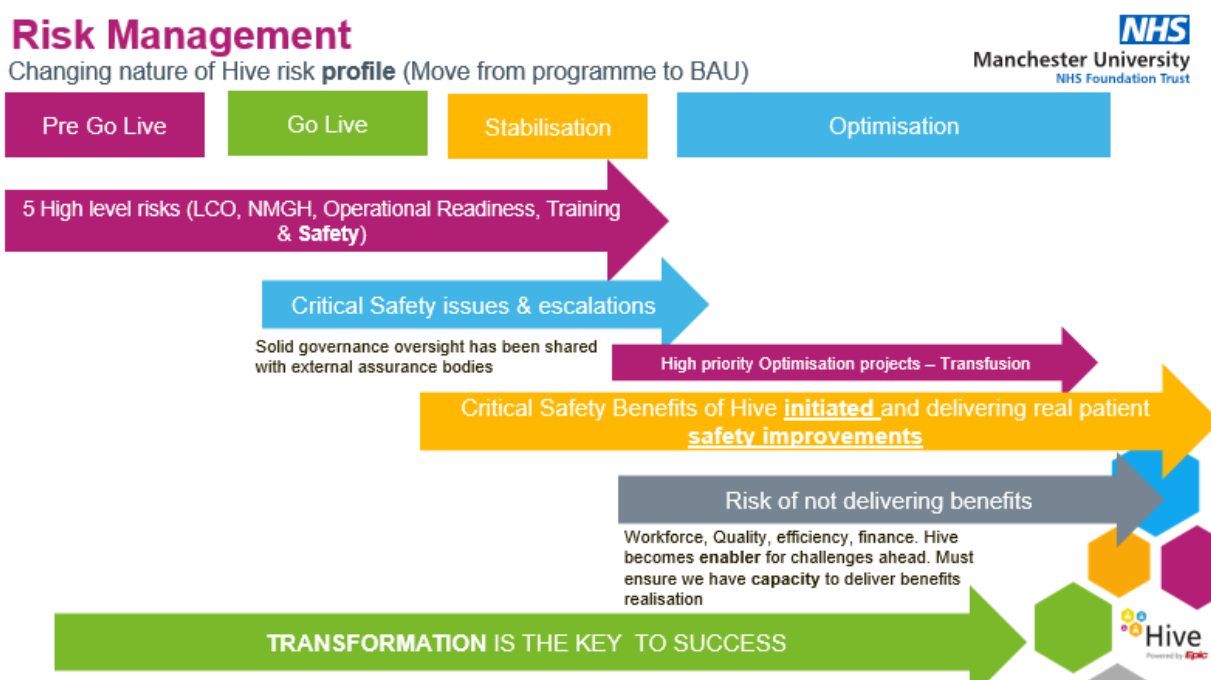 Risk Management
Changing nature of Hive risk profile (Move from programme to BAU)
NHS
Manchester University
NHS Foundation Trust
Pre Go Live
Go Live
Stabilisation
Optimisation
5 High level risks (LCO, NMGH, Operational Readiness, Training
& Safety)
Critical Safety issues & escalations
Solid governance oversight has been shared
with external assurance bodies
High priority Optimisation projects – Transfusion
Critical Safety Benefits of Hive initiated and delivering real patient
safety improvements
Risk of not delivering benefits
Workforce, Quality, efficiency, finance. Hive
becomes enabler for challenges ahead. Must
ensure we have capacity to deliver benefits
realisation
TRANSFORMATION IS THE KEY TO SUCCESS
Hive
Powered by Epic